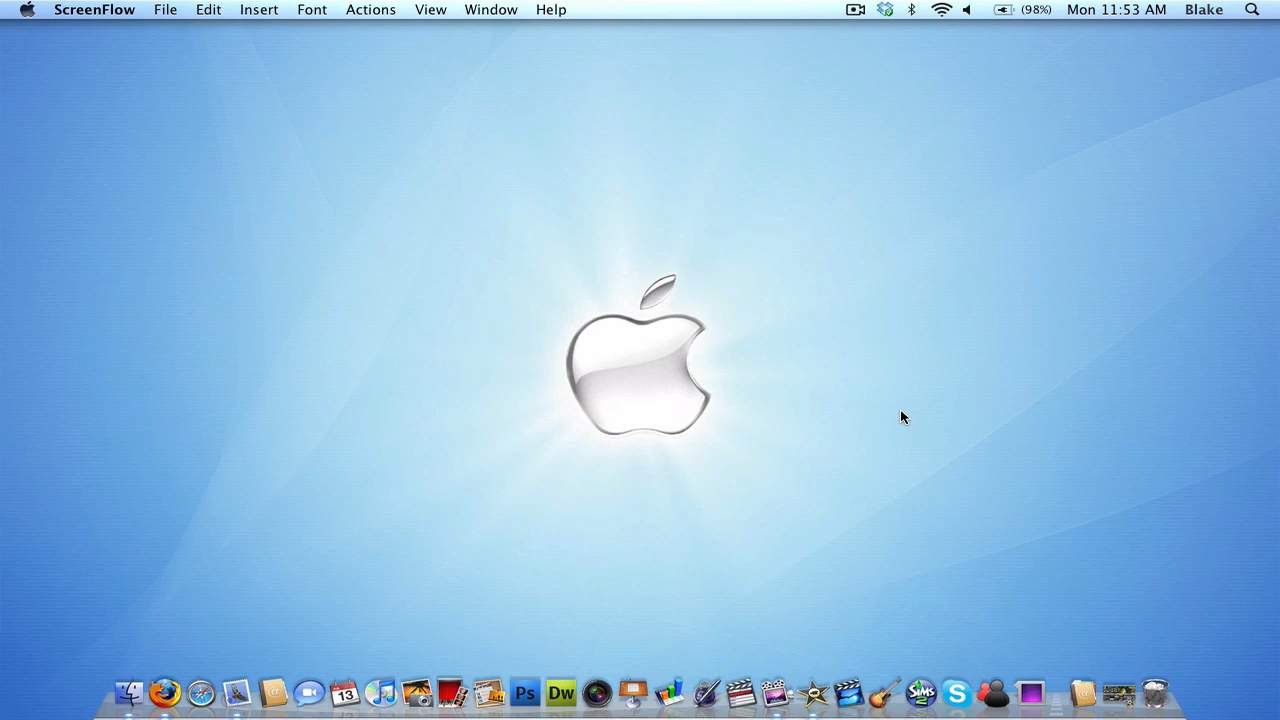 ScreenFlow File Edit Insert Font Actions View Window Help (98%) Mon 11:53 AM Blake
13 Ps Dw SIMS 2 S